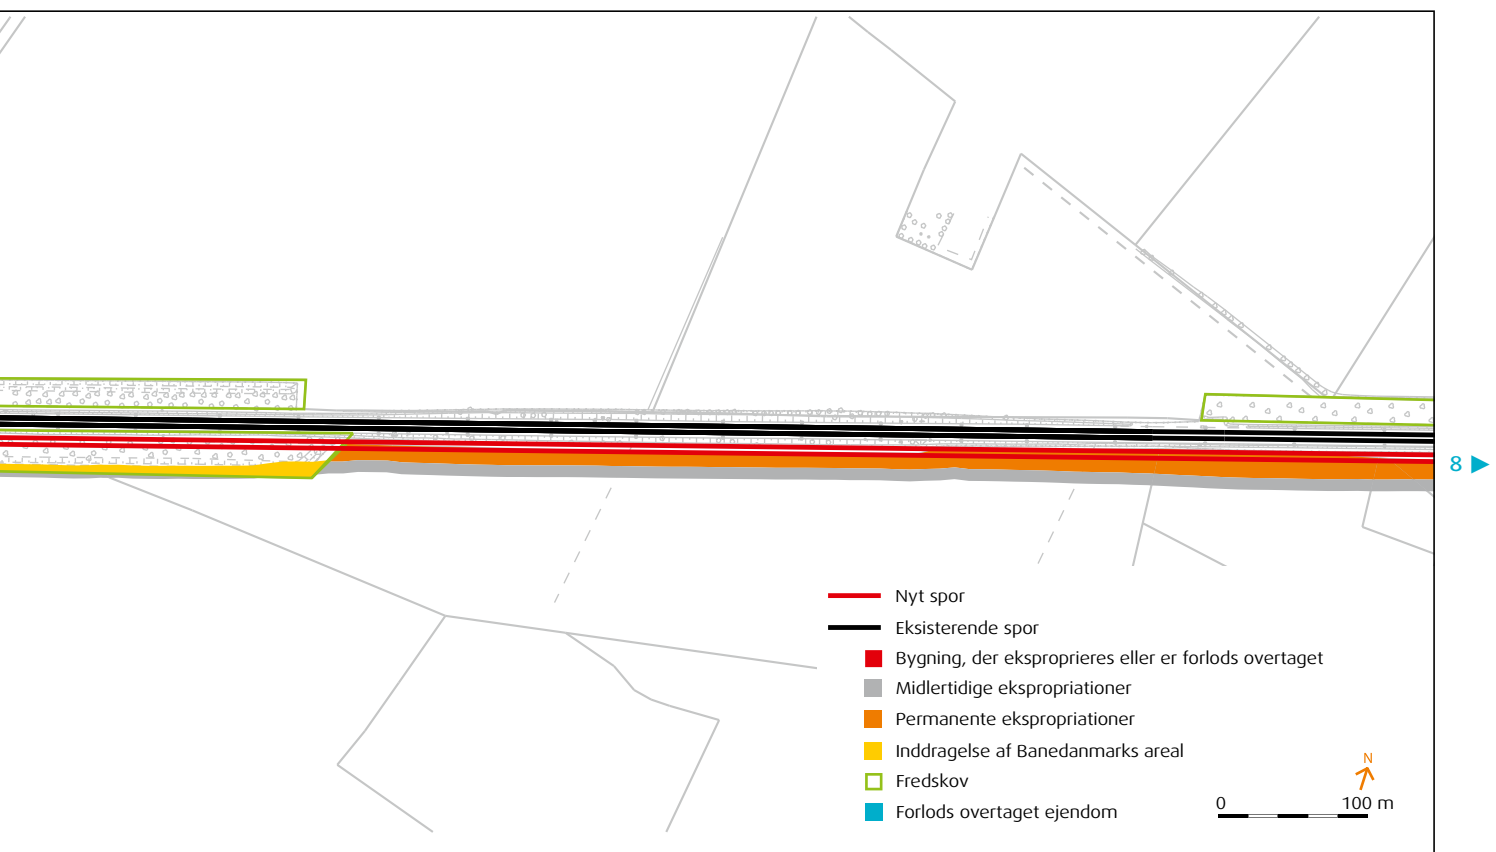 8
Nyt spor
Eksisterende spor
Bygning, der eksproprieres eller er forlods overtaget
Midlertidige ekspropriationer
Permanente ekspropriationer
Inddragelse af Banedanmarks areal
Fredskov
Forlods overtaget ejendom
N
0 100 m